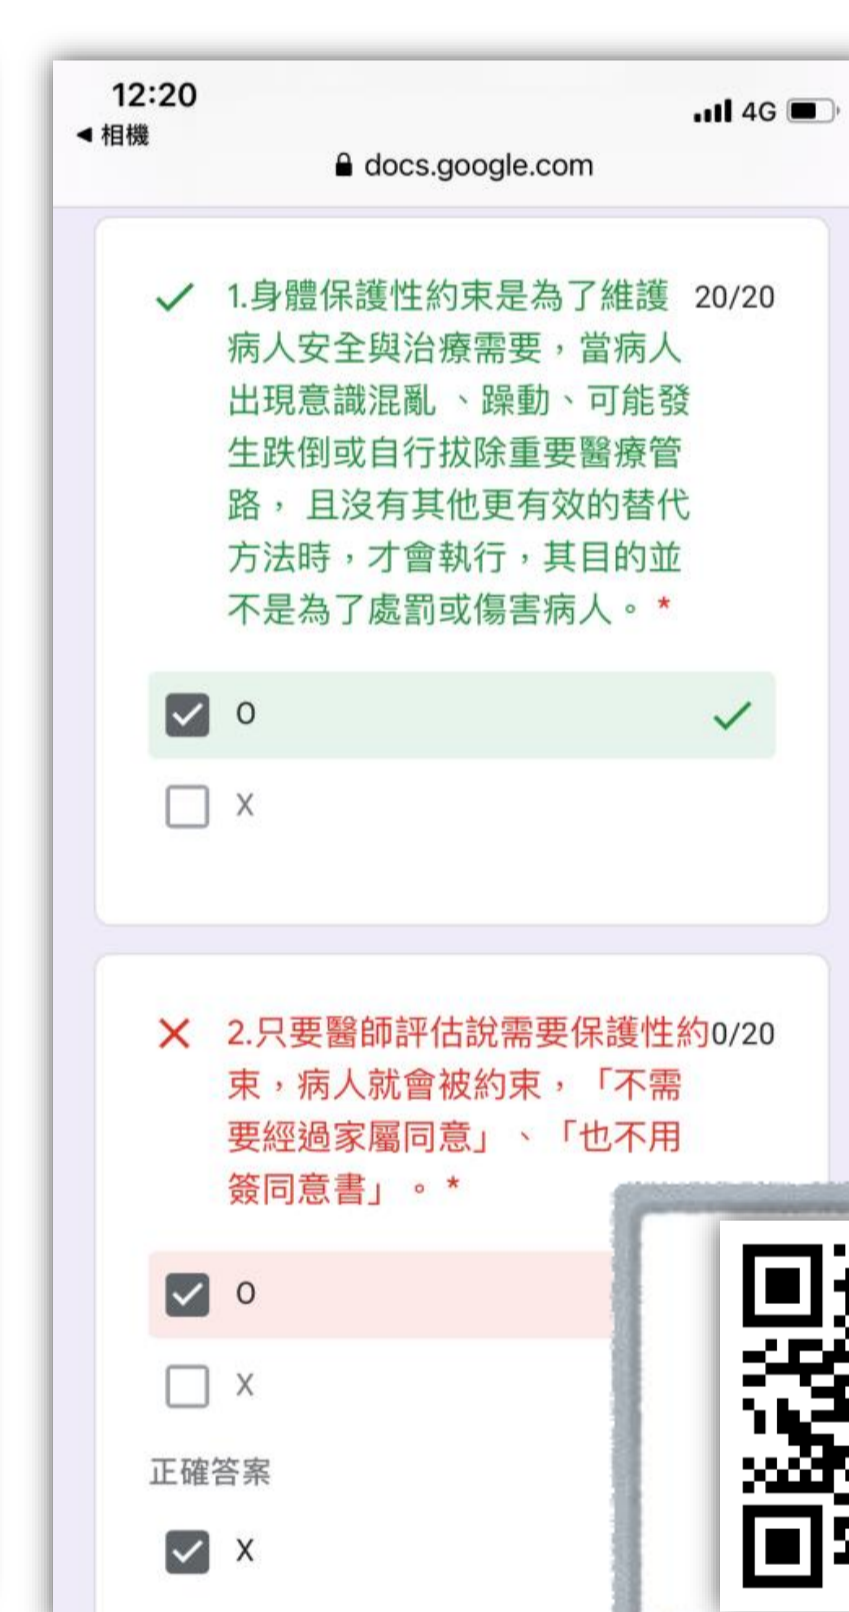 12:20
4G
◀ 相機
docs.google.com
1.身體保護性約束是為了維護 20/20
病人安全與治療需要，當病人
出現意識混亂 、躁動、可能發
生跌倒或自行拔除重要醫療管
路， 且沒有其他更有效的替代
方法時，才會執行，其目的並
不是為了處罰或傷害病人。 *
O
X
2.只要醫師評估說需要保護性約 0/20
束，病人就會被約束，「不需
要經過家屬同意」、「也不用
簽同意書」。 *
O
X
正確答案
X